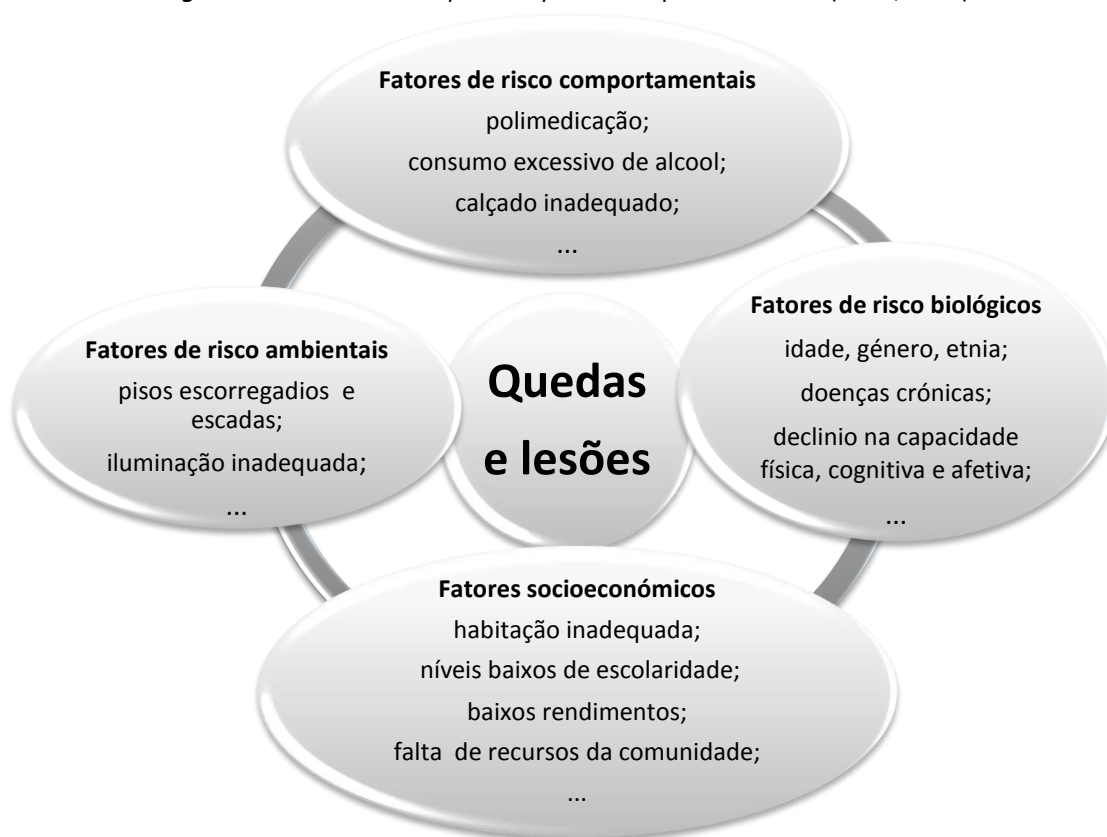 Fatores de risco comportamentais
polimedicação;
consumo excessivo de alcool;
calçado inadequado;
...
Fatores de risco ambientais
pisos escorregadios e
escadas;
iluminação inadequada;
...
Quedas
e lesões
Fatores de risco biológicos
idade, género, etnia;
doenças crónicas;
declinio na capacidade
física, cognitiva e afetiva;
...
Fatores socioeconómicos
habitação inadequada;
níveis baixos de escolaridade;
baixos rendimentos;
falta de recursos da comunidade;
...